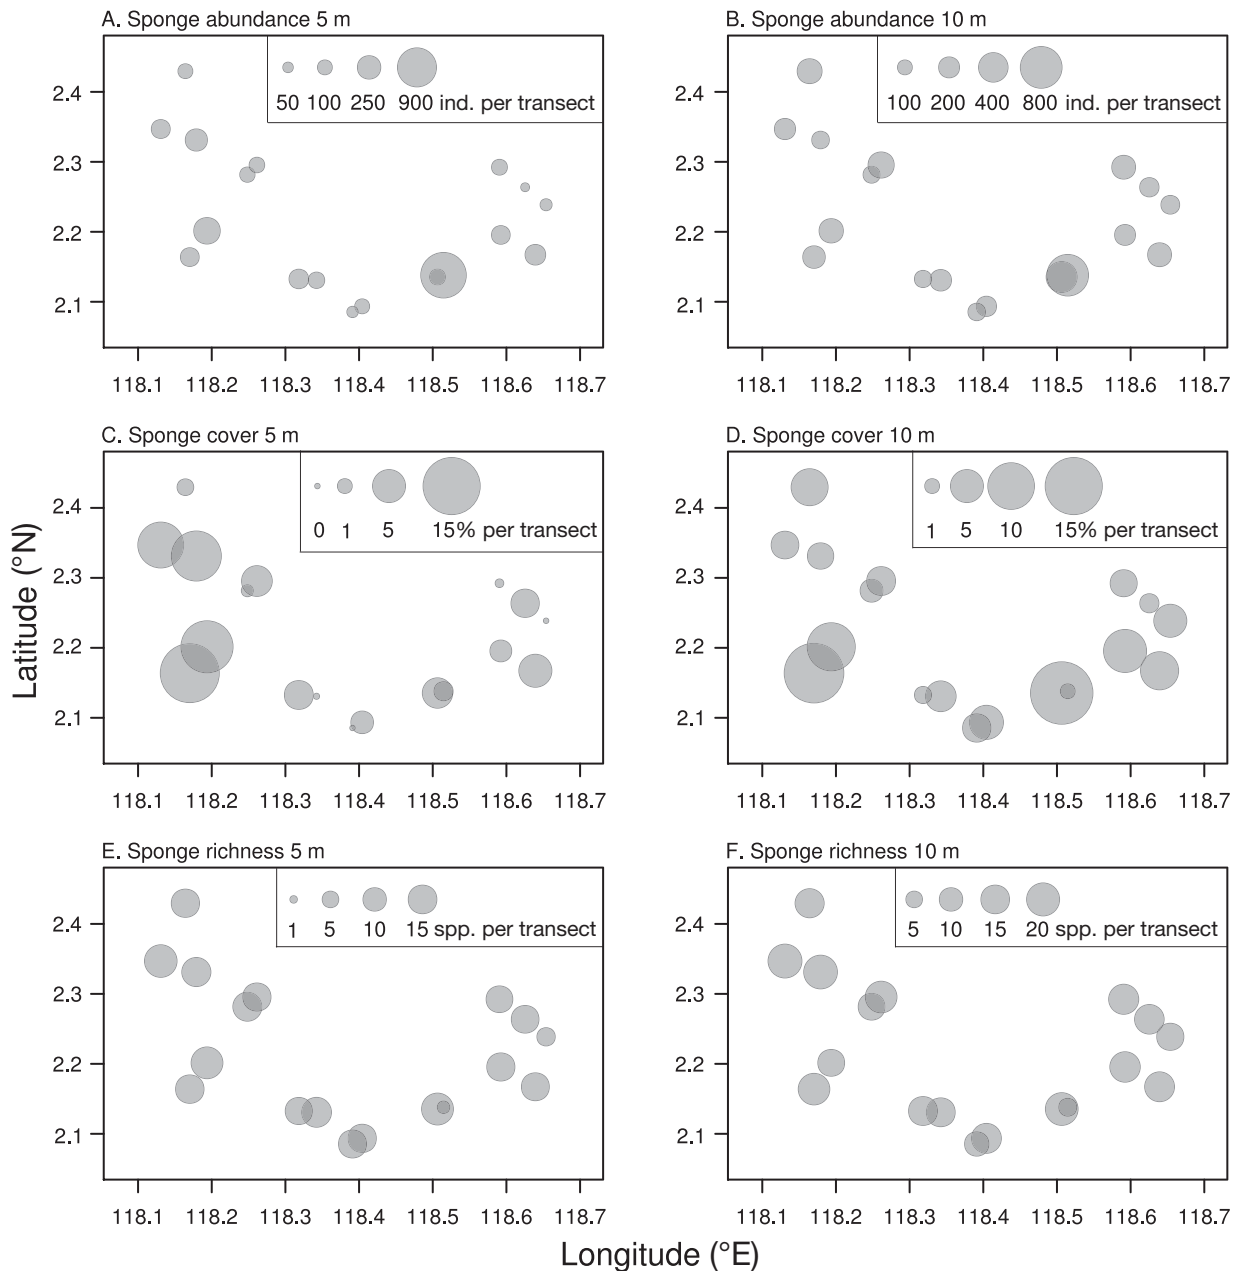 A. Sponge abundance 5 m
50 100 250 900 ind. per transect
2.4
2.3
2.2
2.1
118.1 118.2 118.3 118.4 118.5 118.6 118.7
B. Sponge abundance 10 m
100 200 400 800 ind. per transect
2.4
2.3
2.2
2.1
118.1 118.2 118.3 118.4 118.5 118.6 118.7
C. Sponge cover 5 m
0 1 5 15% per transect
2.4
2.3
2.2
2.1
118.1 118.2 118.3 118.4 118.5 118.6 118.7
D. Sponge cover 10 m
1 5 10 15% per transect
2.4
2.3
2.2
2.1
118.1 118.2 118.3 118.4 118.5 118.6 118.7
E. Sponge richness 5 m
1 5 10 15 spp. per transect
2.4
2.3
2.2
2.1
118.1 118.2 118.3 118.4 118.5 118.6 118.7
F. Sponge richness 10 m
5 10 15 20 spp. per transect
2.4
2.3
2.2
2.1
118.1 118.2 118.3 118.4 118.5 118.6 118.7
Latitude (°N)
Longitude (°E)